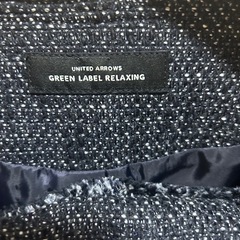 UNITED ARROWS
GREEN LABEL RELAXING